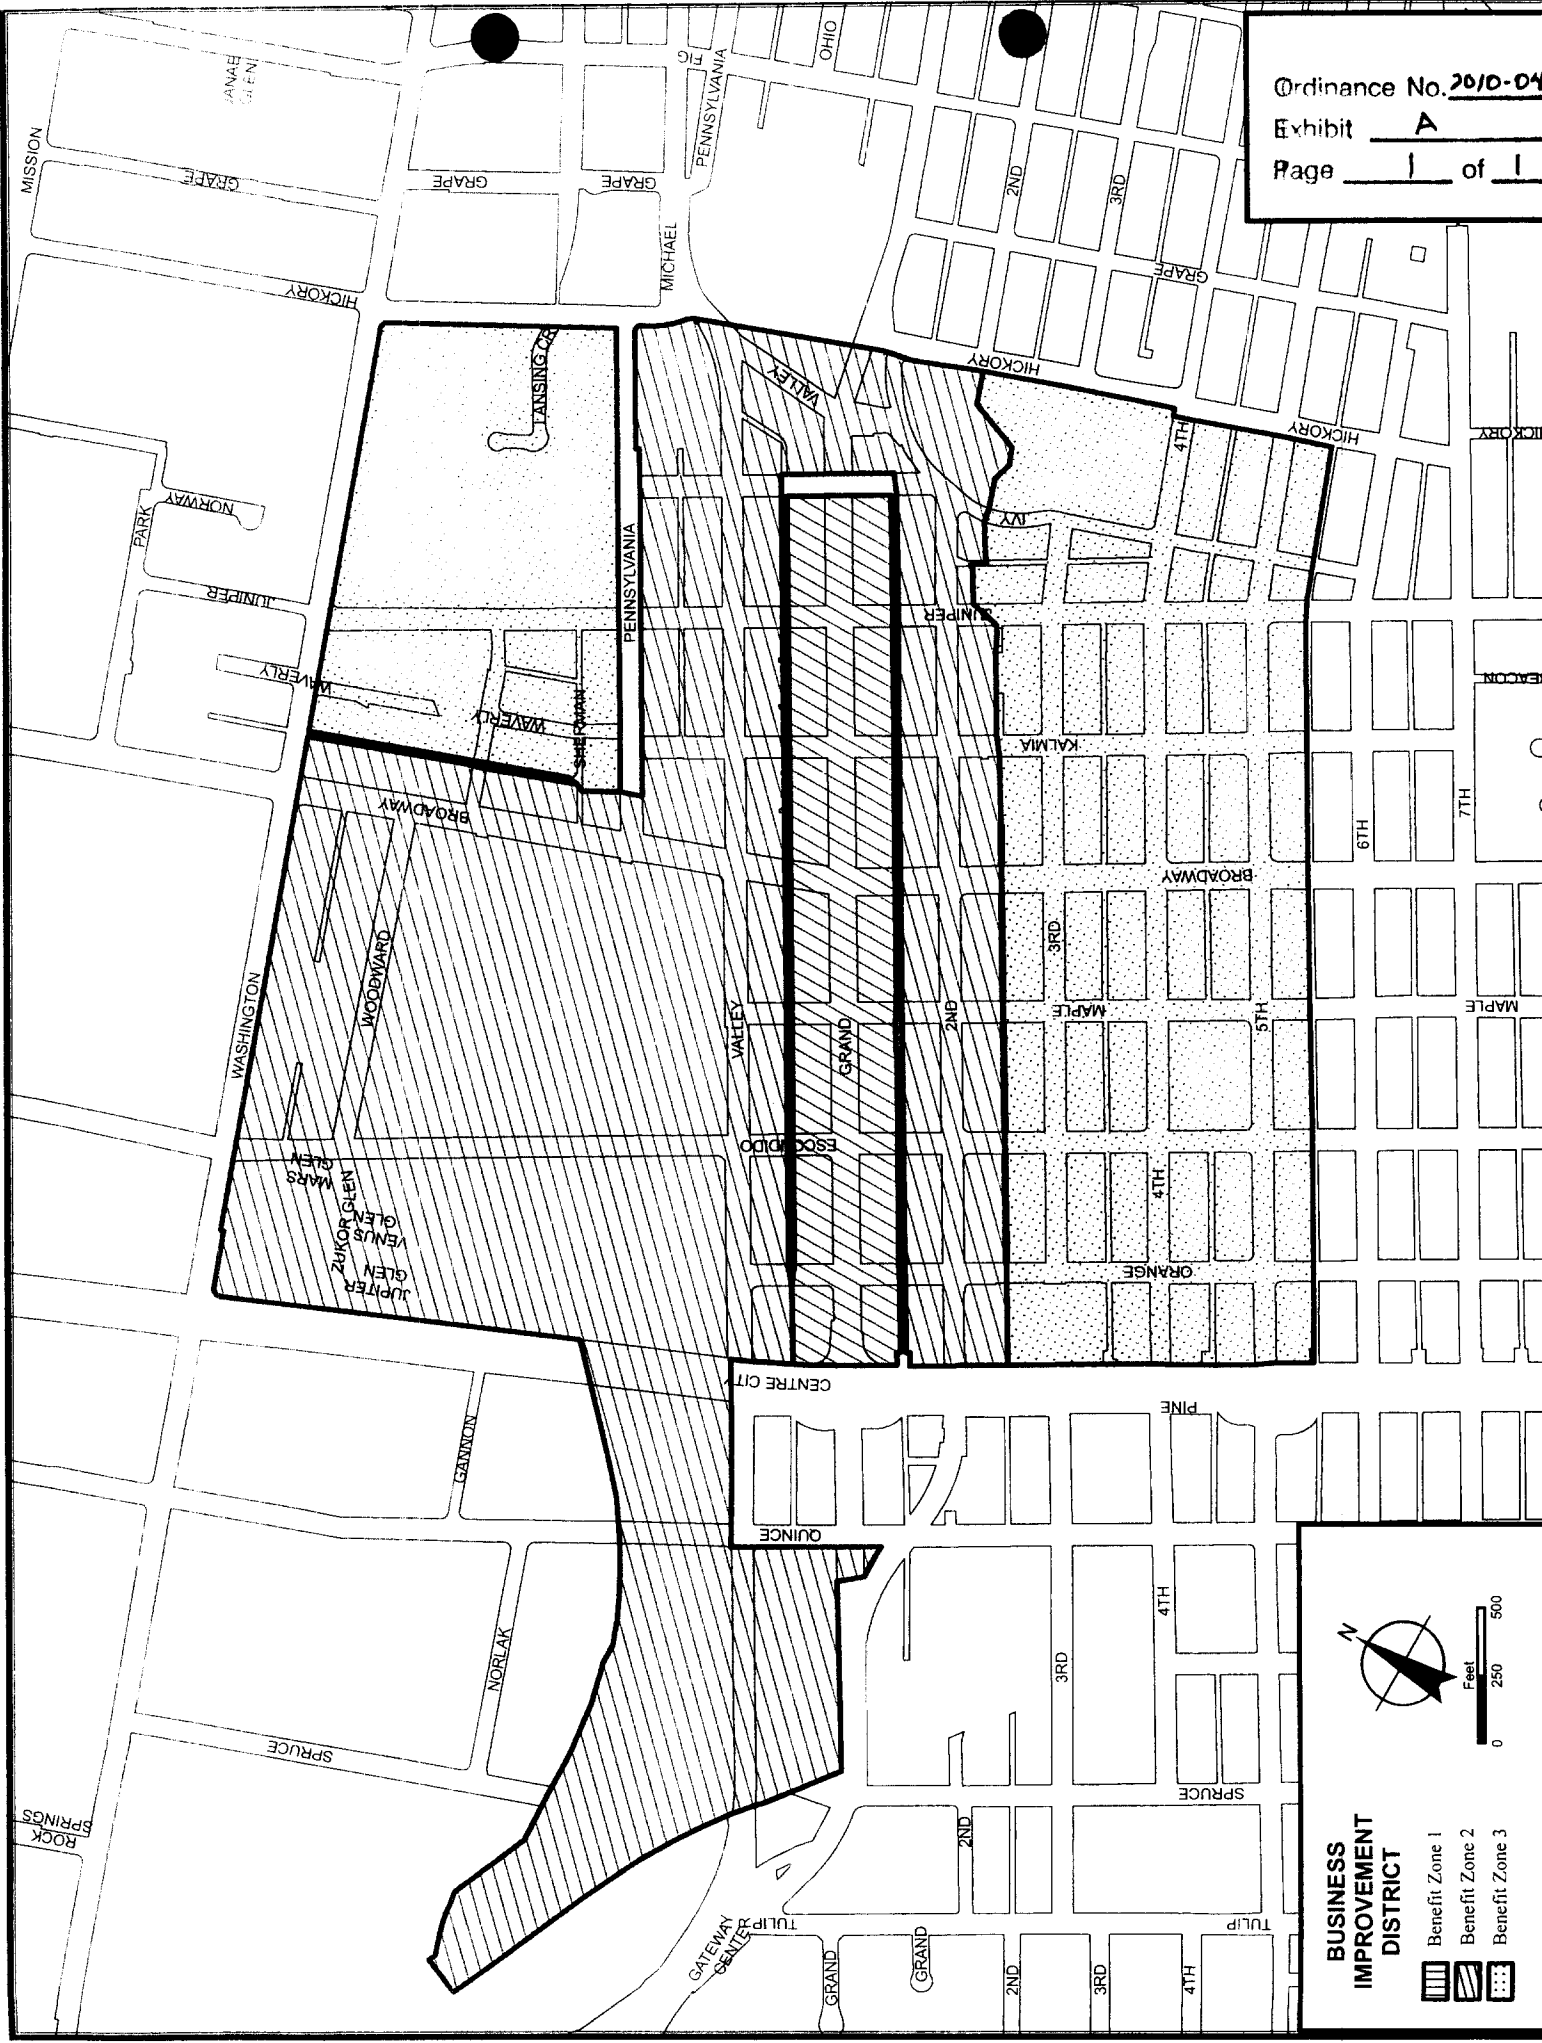 Ordinance No. 2010-04
Exhibit A
Page 1 of 1
MISSION
GRAPE
GRAPE
GRAPE
FIG
PENNSYLVANIA
OHIO
MICHAEL
HICKORY
2ND
3RD
GRAPE
LANSING CR
VALLEY
HICKORY
HICKORY
4TH
NORWAY
PARK
JUNIPER
WAVERLY
WAVERLY
SHERMAN
PENNSYLVANIA
IVY
JUNIPER
KALMIA
BROADWAY
BROADWAY
WASHINGTON
WOODWARD
VALLEY
GRAND
2ND
3RD
MAPLE
5TH
6TH
7TH
MAPLE
ESCONDIDO
MARS
GLEN
ZUKOR GLEN
VENUS
GLEN
JUPITER
GLEN
4TH
ORANGE
CENTRE CITY
PINE
GANNON
QUINCE
NORLAK
4TH
3RD
SPRUCE
SPRUCE
ROCK
SPRINGS
2ND
GATEWAY
CENTER
TULIP
TULIP
GRAND
GRAND
2ND
3RD
4TH
BUSINESS
IMPROVEMENT
DISTRICT
Benefit Zone 1
Benefit Zone 2
Benefit Zone 3
N
Feet
0 250 500